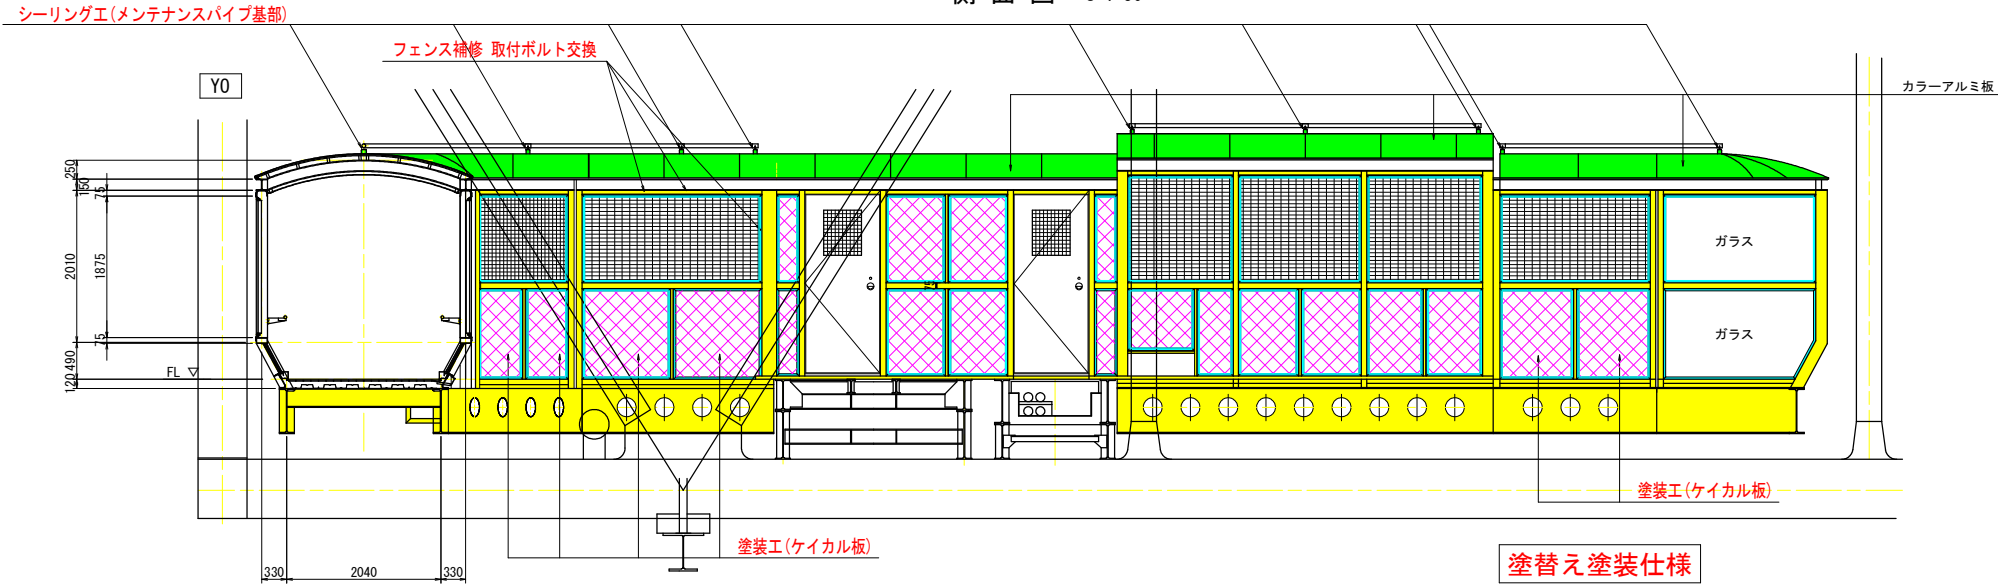 シーリング工(メンテナンスパイプ基部)
フェンス補修 取付ボルト交換
Y0
カラーアルミ板
250
150
75
2010
1875
75
490
120
FL
ガラス
ガラス
塗装工(ケイカル板)
塗装工(ケイカル板)
330
2040
330
塗替え塗装仕様